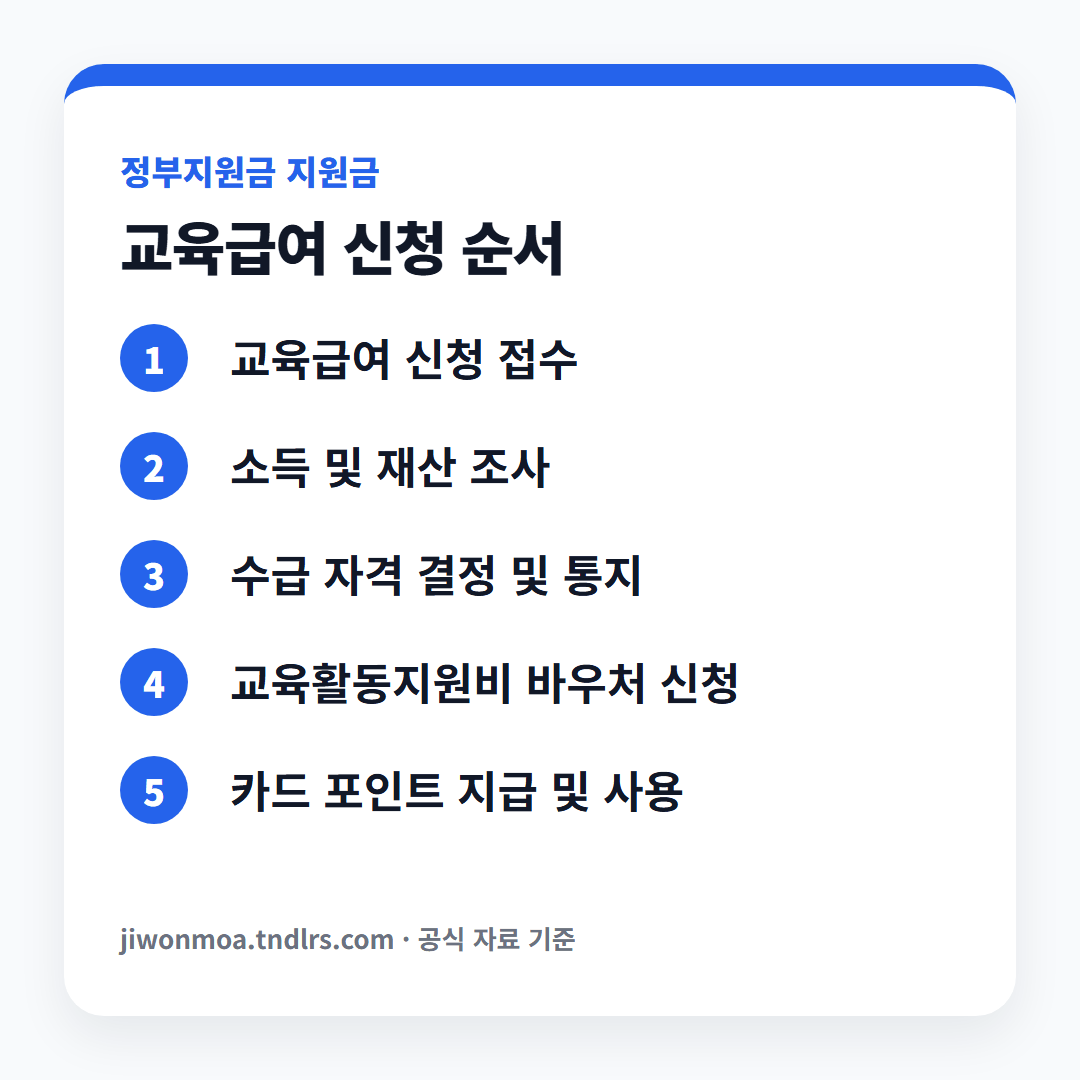 정부지원금 지원금
교육급여 신청 순서
1 교육급여 신청 접수
2 소득 및 재산 조사
3 수급 자격 결정 및 통지
4 교육활동지원비 바우처 신청
5 카드 포인트 지급 및 사용
jiwonmoa.tndlrs.com · 공식 자료 기준